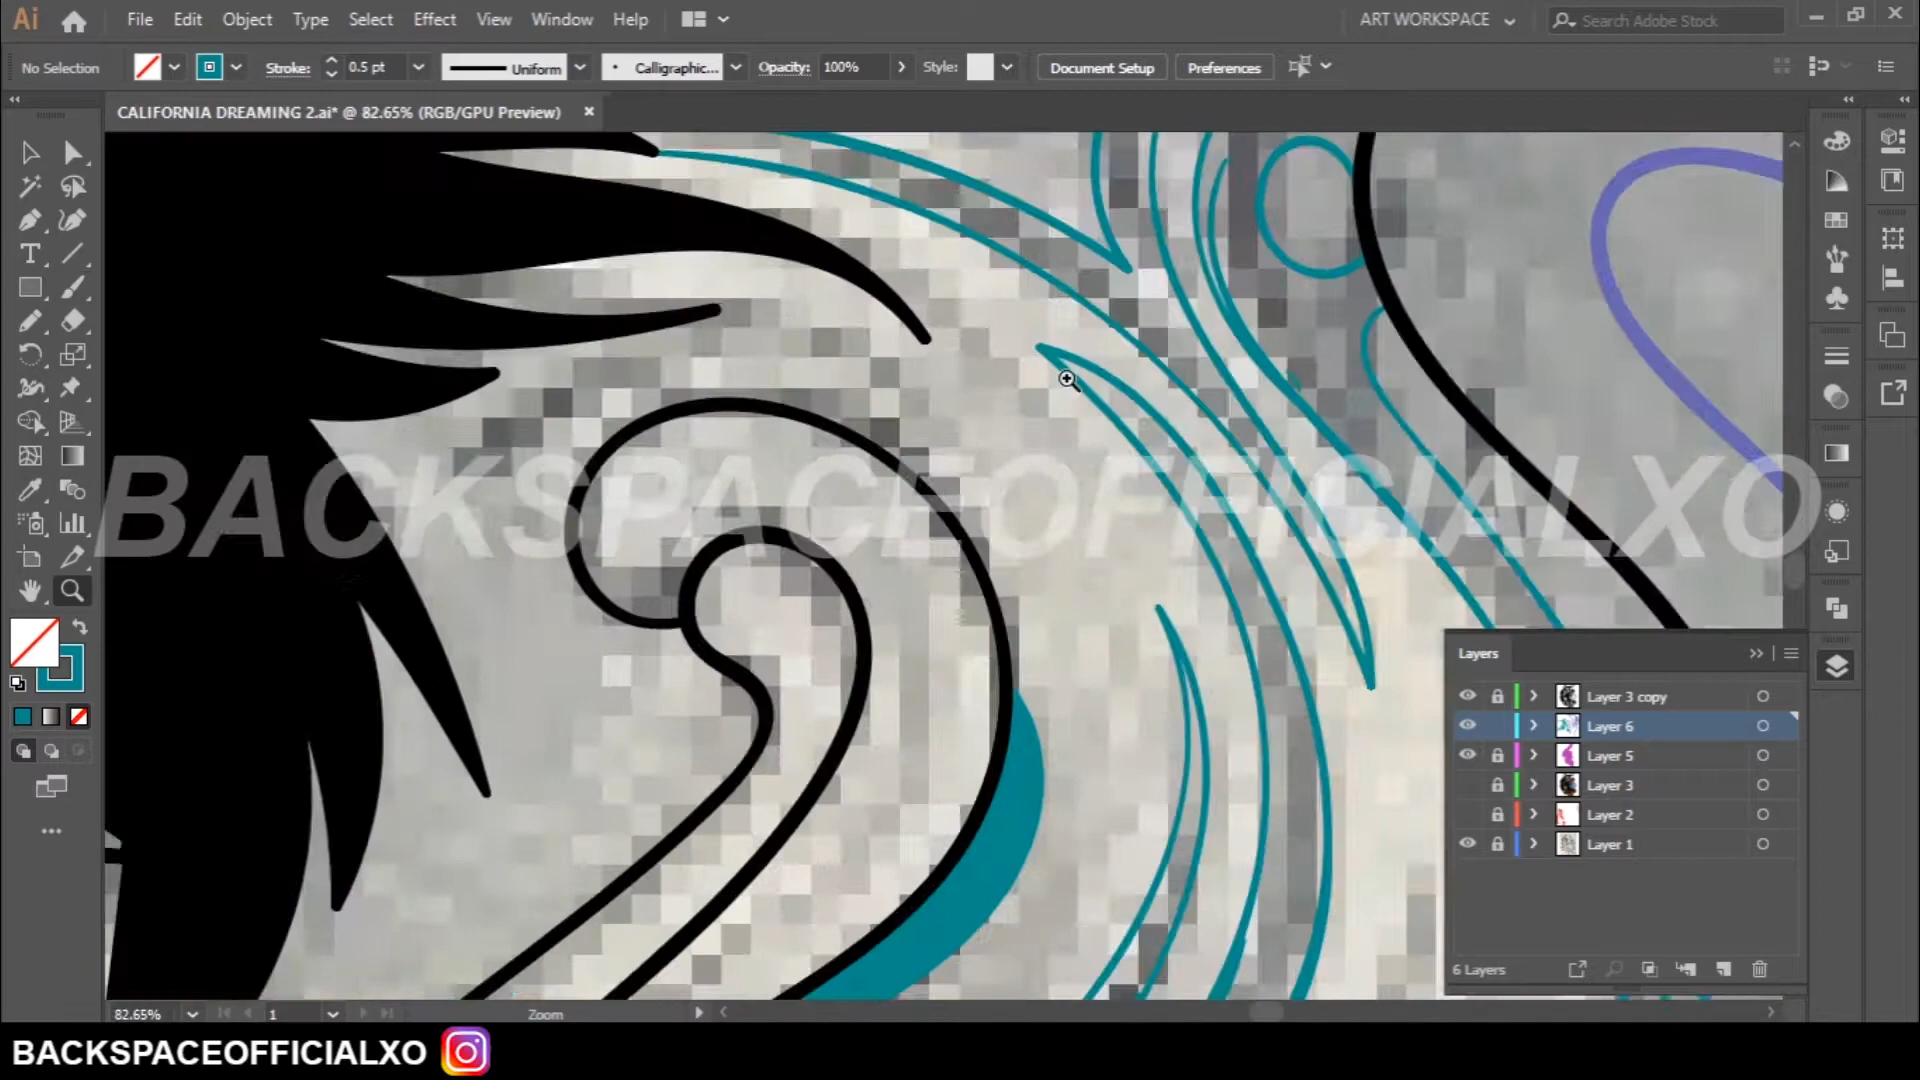 Ai File Edit Object Type Select Effect View Window Help ART WORKSPACE Search Adobe Stock
No Selection Stroke: 0.5 pt Uniform Calligraphic... Opacity: 100% Style: Document Setup Preferences
CALIFORNIA DREAMING 2.ai* @ 82.65% (RGB/GPU Preview)
BACKSPACEOFFICIALXO
Layers
Layer 3 copy
Layer 6
Layer 5
Layer 3
Layer 2
Layer 1
6 Layers
82.65% 1 Zoom
BACKSPACEOFFICIALXO